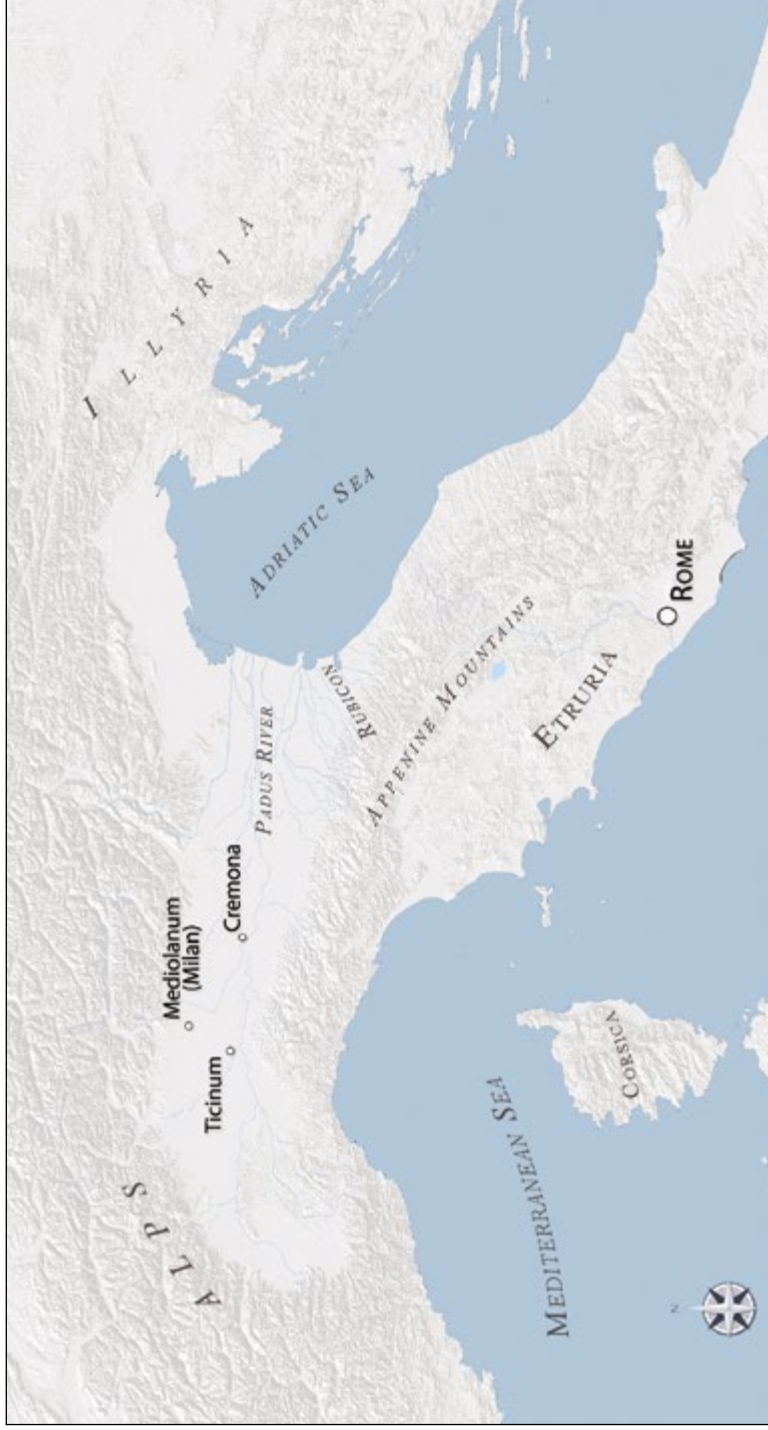 ILLYRIA
ALPS
Mediolanum
(Milan)
Ticinum
Cremona
PADUS RIVER
ADRIATIC SEA
RUBICON
APPENINE MOUNTAINS
ETRURIA
ROME
CORSICA
MEDITERRANEAN SEA
N